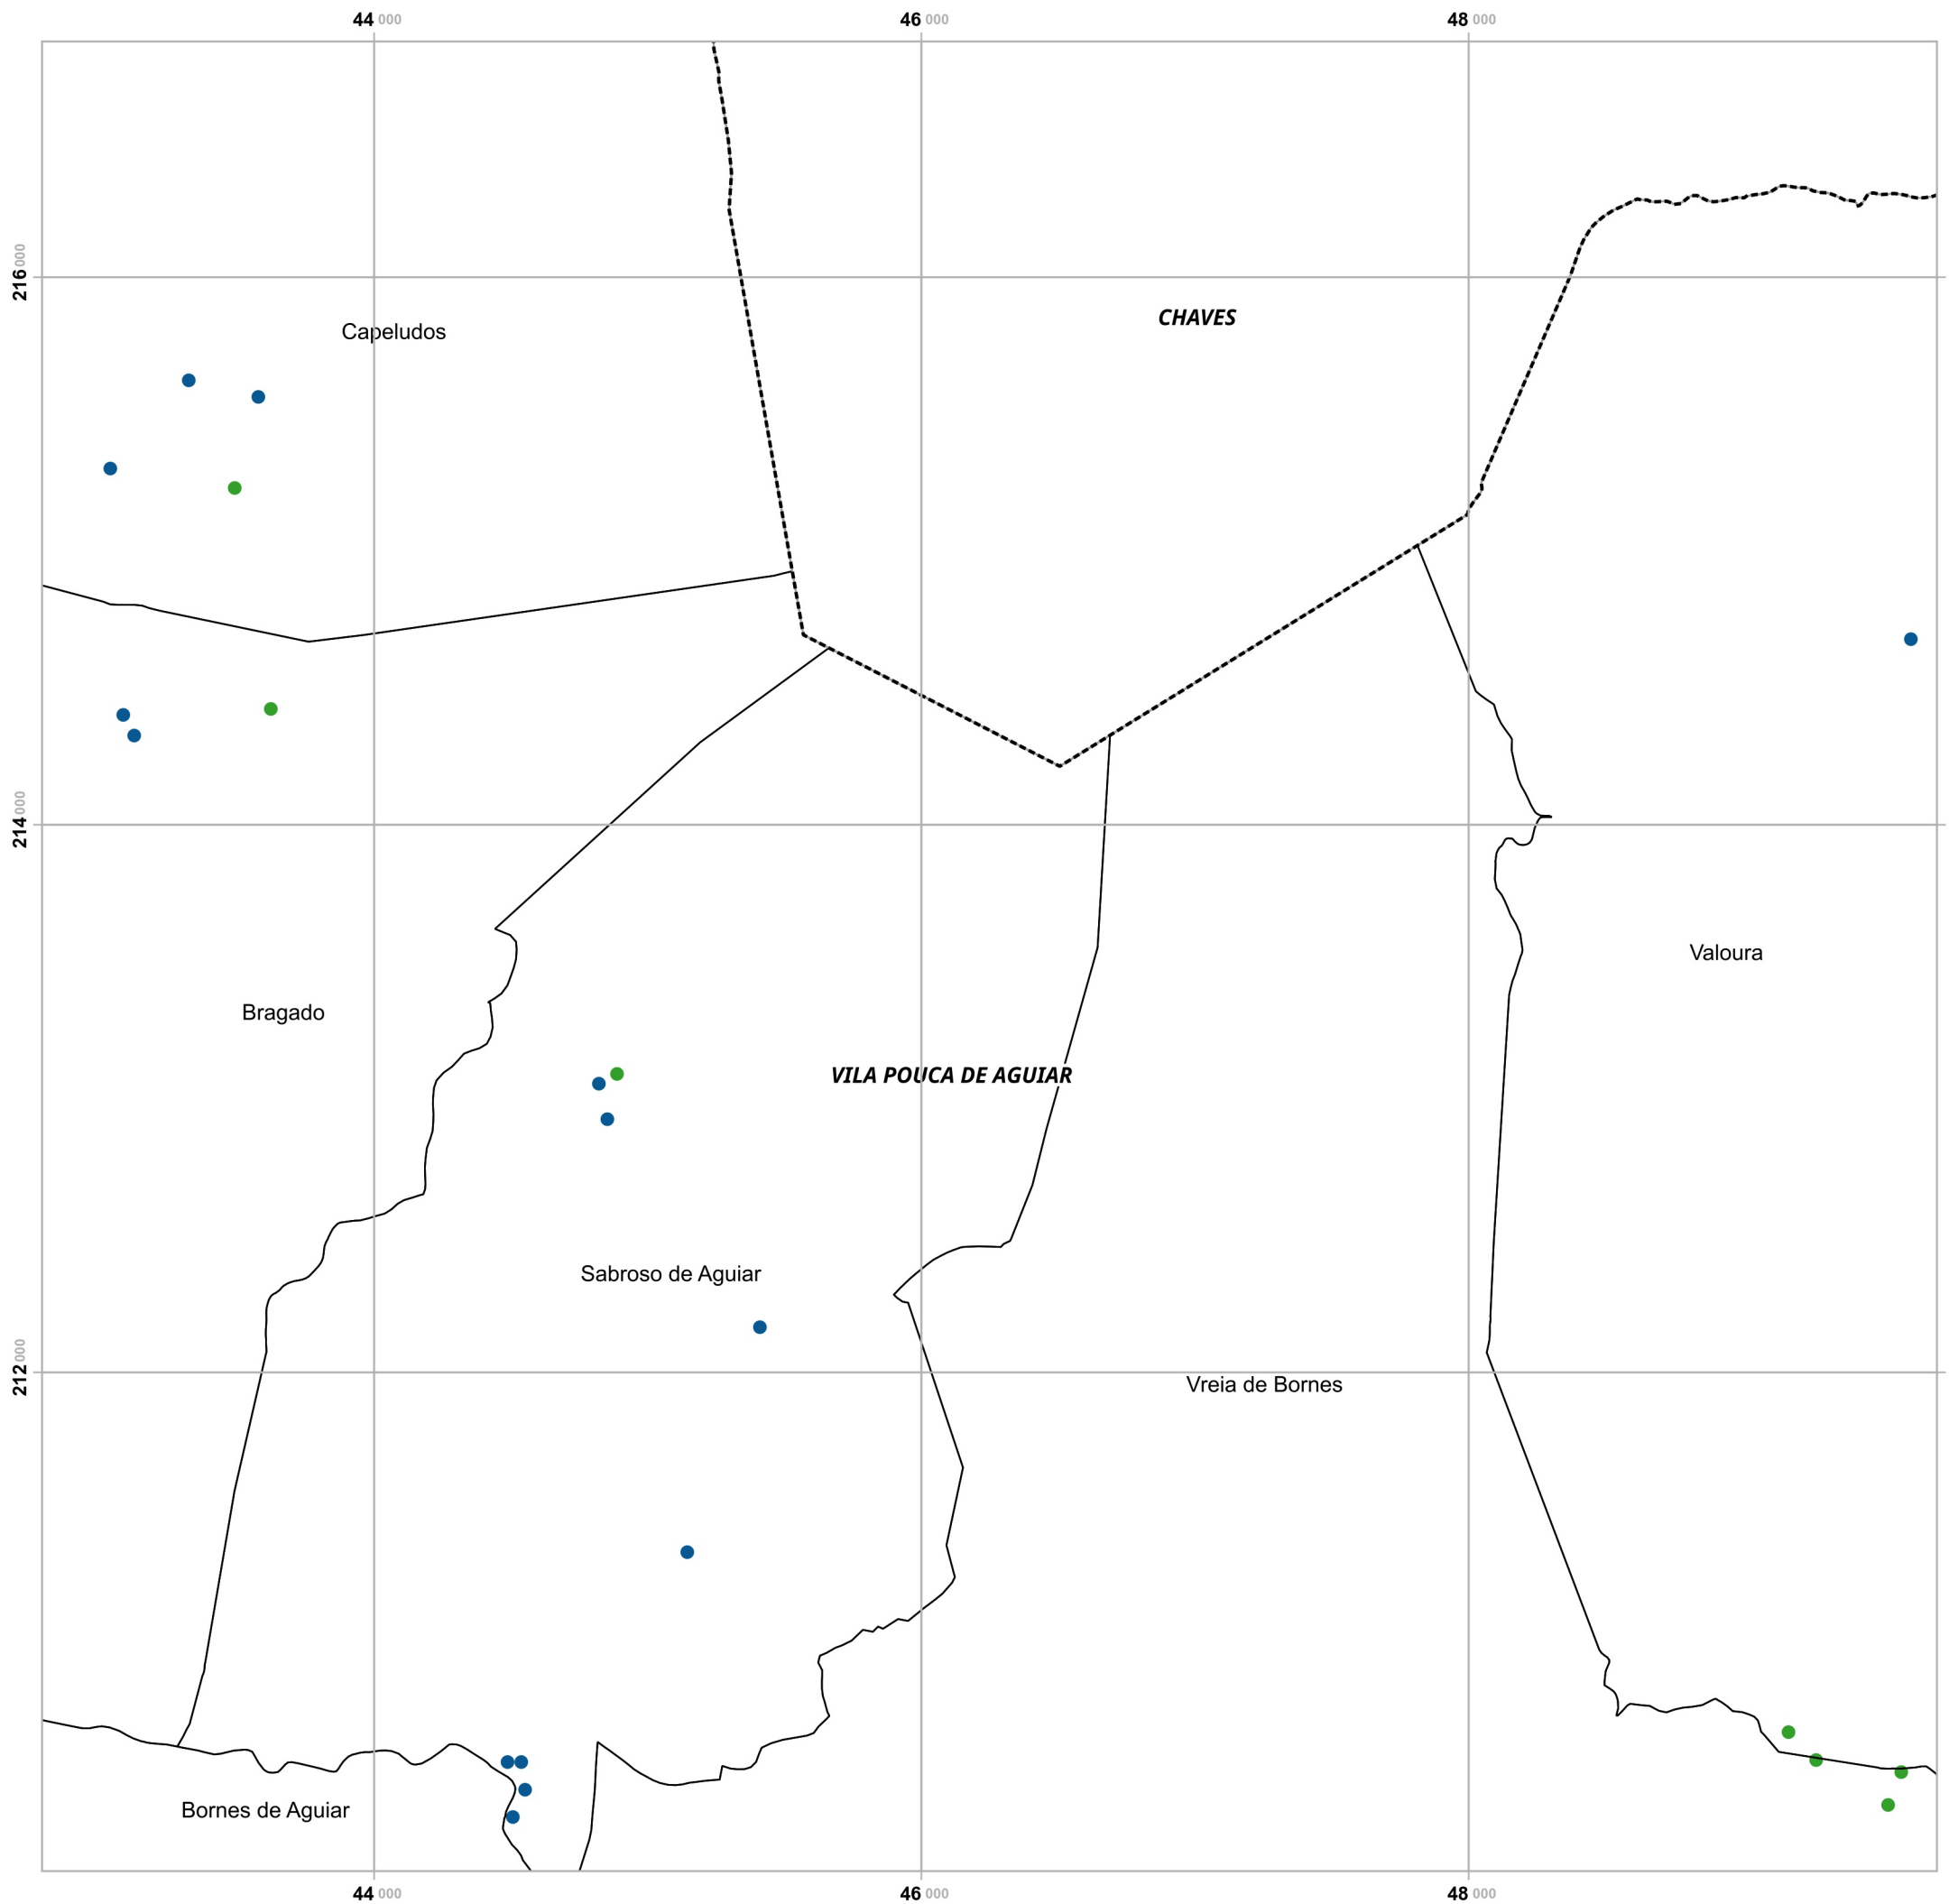 44 000 46 000 48 000
216 000
CHAVES
Capeludos
214 000
Valoura
Bragado
VILA POUCA DE AGUIAR
Sabroso de Aguiar
212 000
Vreia de Bornes
Bornes de Aguiar
44 000 46 000 48 000